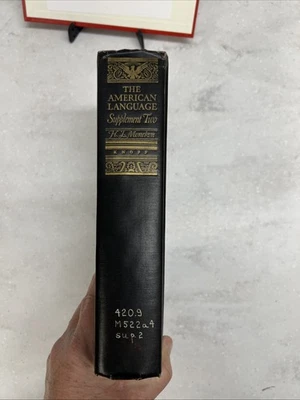 THE
AMERICAN
LANGUAGE
Supplement Two
H. L. Mencken
KNOPF
420.9
M522a4
sup.2